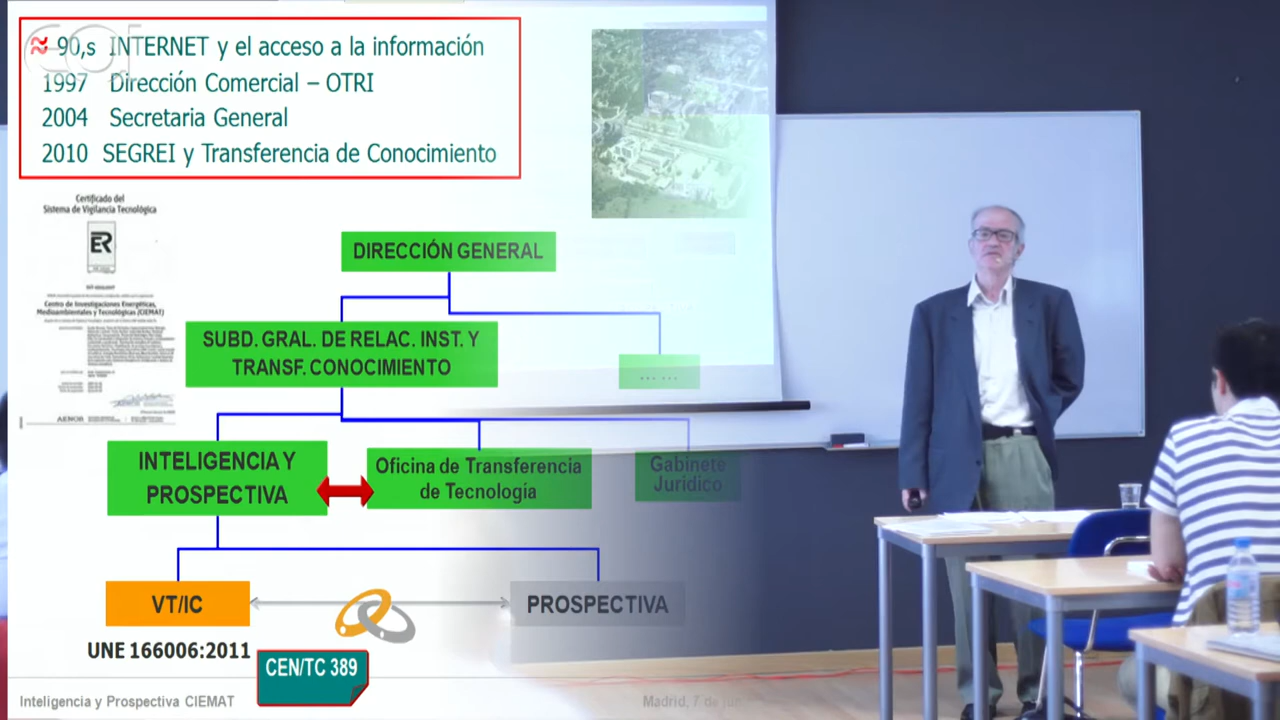 eoi
≈ 90,s INTERNET y el acceso a la información
1997 Dirección Comercial – OTRI
2004 Secretaria General
2010 SEGREI y Transferencia de Conocimiento
Certificado del
Sistema de Vigilancia Tecnológica
ER
Centro de Investigaciones Energéticas,
Medioambientales y Tecnológicas (CIEMAT)
AENOR
DIRECCIÓN GENERAL
SUBD. GRAL. DE RELAC. INST. Y
TRANSF. CONOCIMIENTO
... ...
INTELIGENCIA Y
PROSPECTIVA
Oficina de Transferencia
de Tecnología
Gabinete
Juridico
VT/IC
PROSPECTIVA
UNE 166006:2011
CEN/TC 389
Inteligencia y Prospectiva CIEMAT
Madrid, 7 de